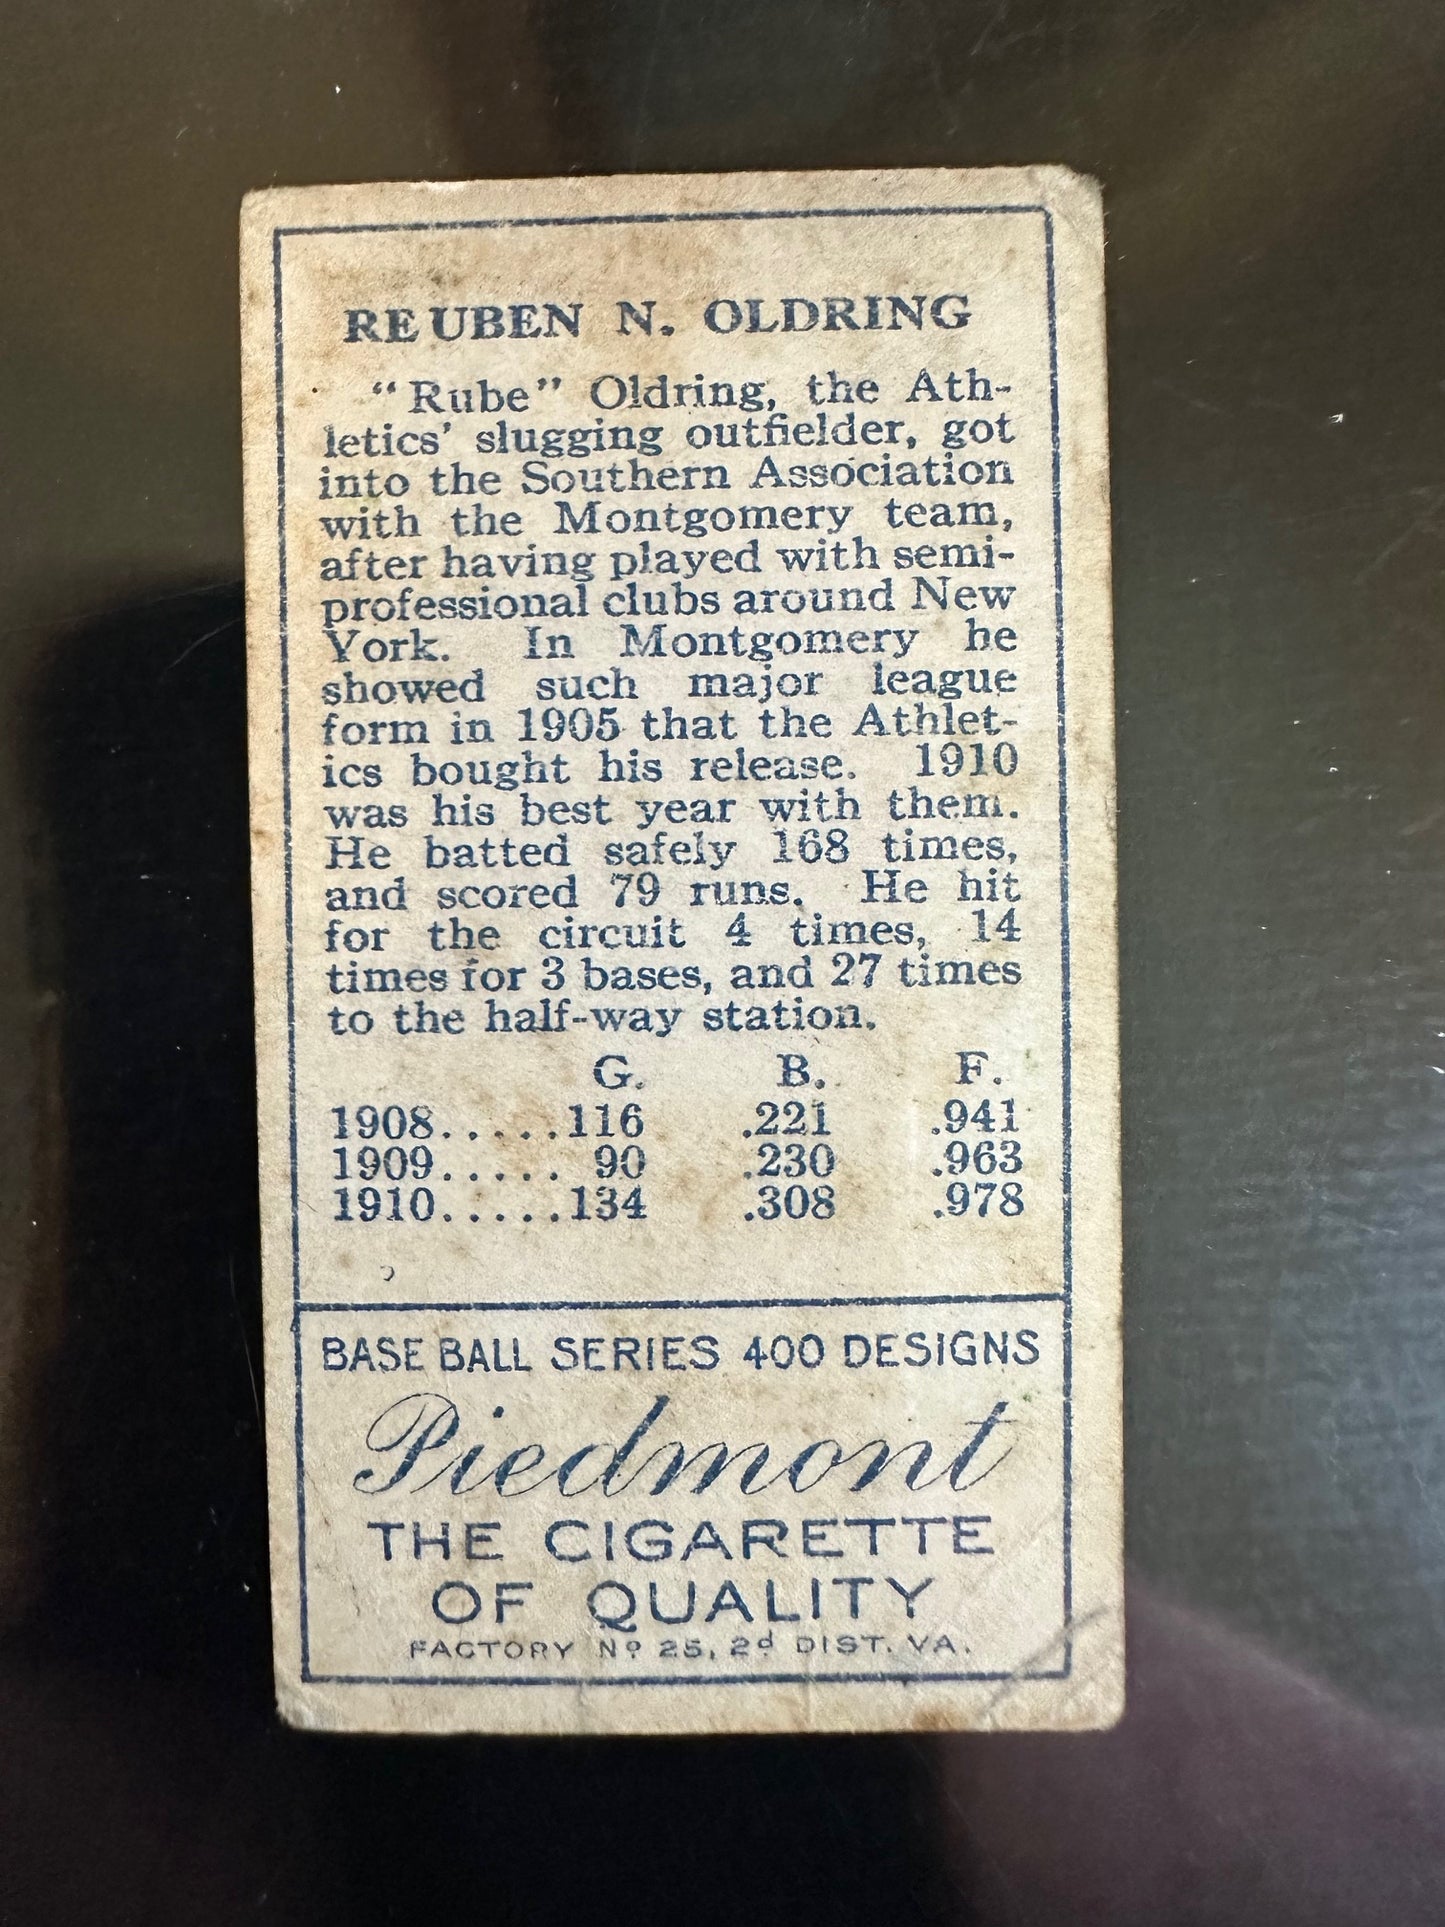 REUBEN N. OLDRING
"Rube" Oldring, the Ath-
letics' slugging outfielder, got
into the Southern Association
with the Montgomery team,
after having played with semi-
professional clubs around New
York. In Montgomery he
showed such major league
form in 1905 that the Athlet-
ics bought his release. 1910
was his best year with them.
He batted safely 168 times,
and scored 79 runs. He hit
for the circuit 4 times, 14
times for 3 bases, and 27 times
to the half-way station.
G. B. F.
1908.....116 .221 .941
1909..... 90 .230 .963
1910.....134 .308 .978
BASE BALL SERIES 400 DESIGNS
Piedmont
THE CIGARETTE
OF QUALITY
FACTORY Nº 25, 2d DIST. VA.